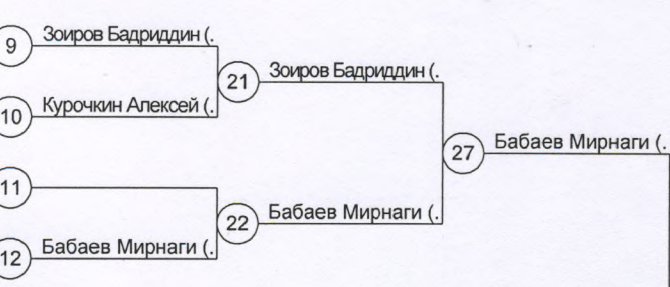 9 Зоиров Бадриддин (.
21 Зоиров Бадриддин (.
10 Курочкин Алексей (.
27 Бабаев Мирнаги (.
11
22 Бабаев Мирнаги (.
12 Бабаев Мирнаги (.